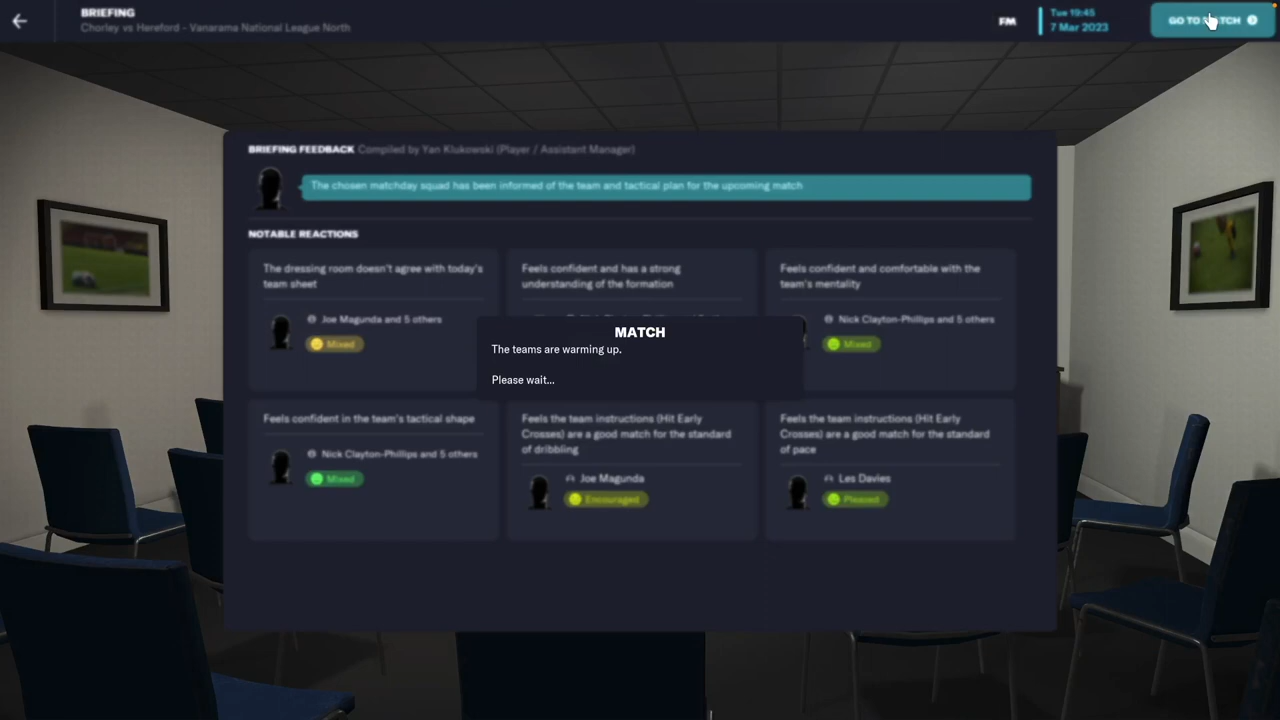 BRIEFING
Chorley vs Hereford - Vanarama National League North
FM
Tue 19:45
7 Mar 2023
GO TO
BRIEFING FEEDBACK Compiled by Yan Klukowski (Player / Assistant Manager)
The chosen matchday squad has been informed of the team and tactical plan for the upcoming match
NOTABLE REACTIONS
The dressing room doesn't agree with today's
team sheet
Joe Magunda and 5 others
Mixed
Feels confident and has a strong
understanding of the formation
Feels confident and comfortable with the
team's mentality
Nick Clayton-Phillips and 5 others
Mixed
MATCH
The teams are warming up.
Please wait...
Feels confident in the team's tactical shape
Nick Clayton-Phillips and 5 others
Mixed
Feels the team instructions (Hit Early
Crosses) are a good match for the standard
of dribbling
Joe Magunda
Encouraged
Feels the team instructions (Hit Early
Crosses) are a good match for the standard
of pace
Les Davies
Pleased